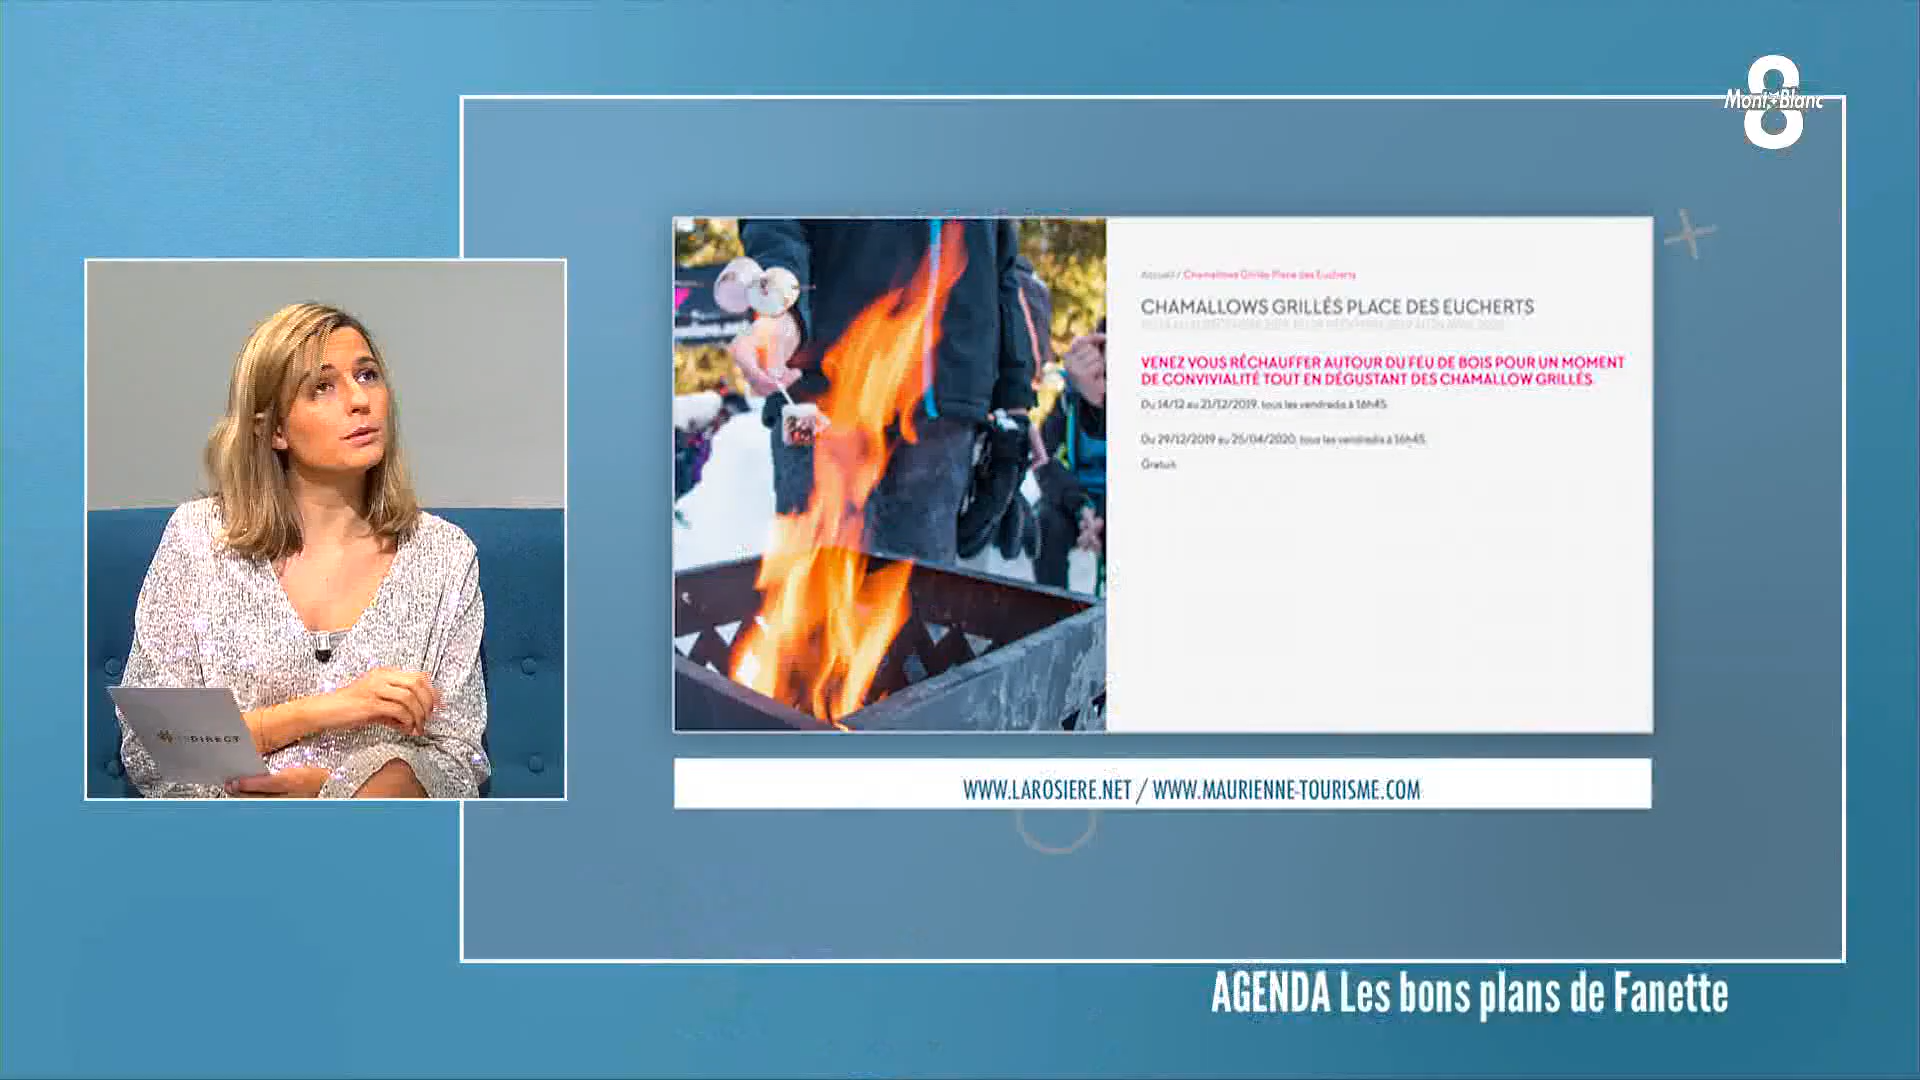 8
Mont-Blanc
Accueil / Chamallows Grillés Place des Eucherts
CHAMALLOWS GRILLÉS PLACE DES EUCHERTS
VENEZ VOUS RÉCHAUFFER AUTOUR DU FEU DE BOIS POUR UN MOMENT
DE CONVIVIALITÉ TOUT EN DÉGUSTANT DES CHAMALLOW GRILLÉS.
Du 14/12 au 21/12/2019, tous les vendredis à 16h45.
Du 29/12/2019 au 25/04/2020, tous les vendredis à 16h45.
Gratuit.
DIRECT
WWW.LAROSIERE.NET / WWW.MAURIENNE-TOURISME.COM
AGENDA Les bons plans de Fanette